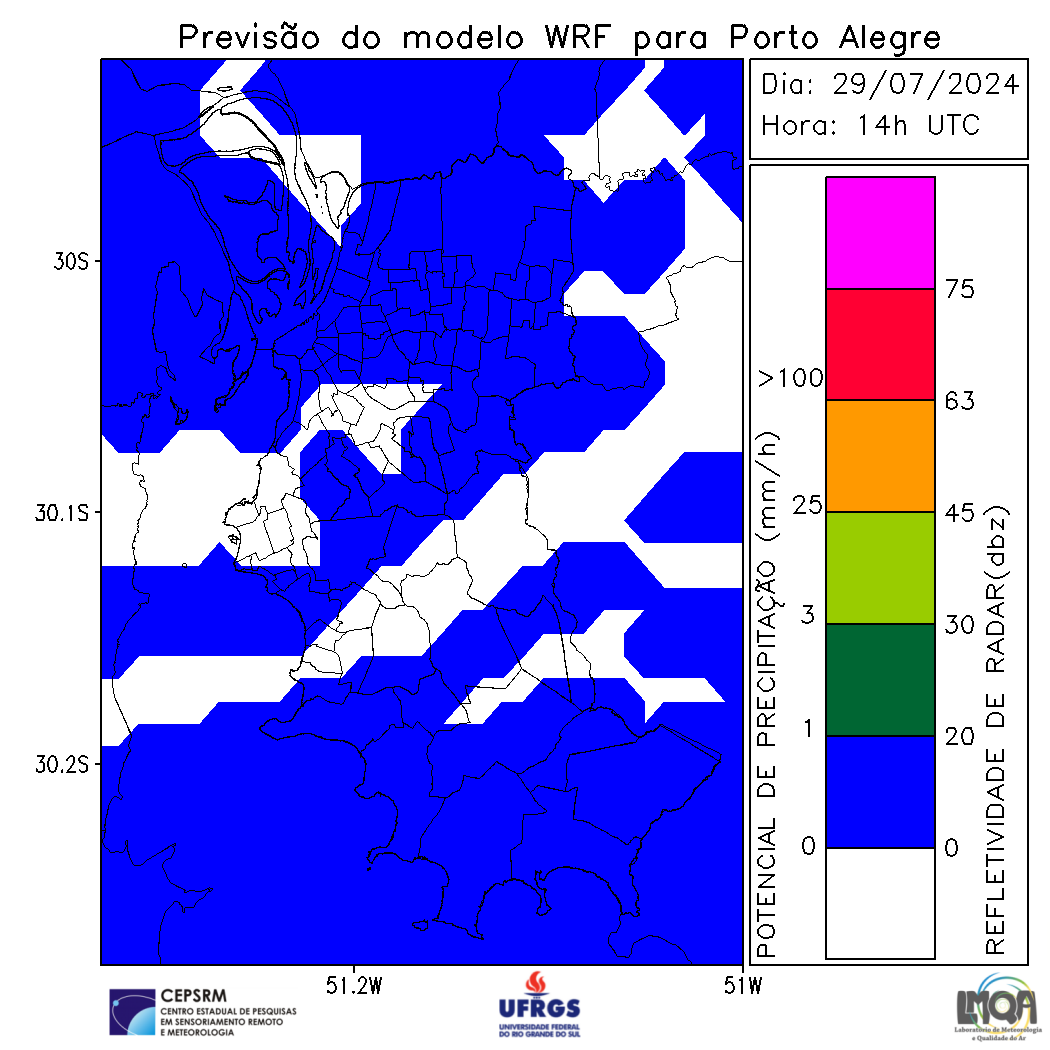 Previsão do modelo WRF para Porto Alegre
Dia: 29/07/2024
Hora: 14h UTC
30S
30.1S
30.2S
51.2W
51W
POTENCIAL DE PRECIPITAÇÃO (mm/h)
>100
25
3
1
0
75
63
45
30
20
0
REFLETIVIDADE DE RADAR(dbz)
CEPSRM
CENTRO ESTADUAL DE PESQUISAS
EM SENSORIAMENTO REMOTO
E METEOROLOGIA
UFRGS
UNIVERSIDADE FEDERAL
DO RIO GRANDE DO SUL
LMQA
Laboratório de Meteorologia
e Qualidade do Ar